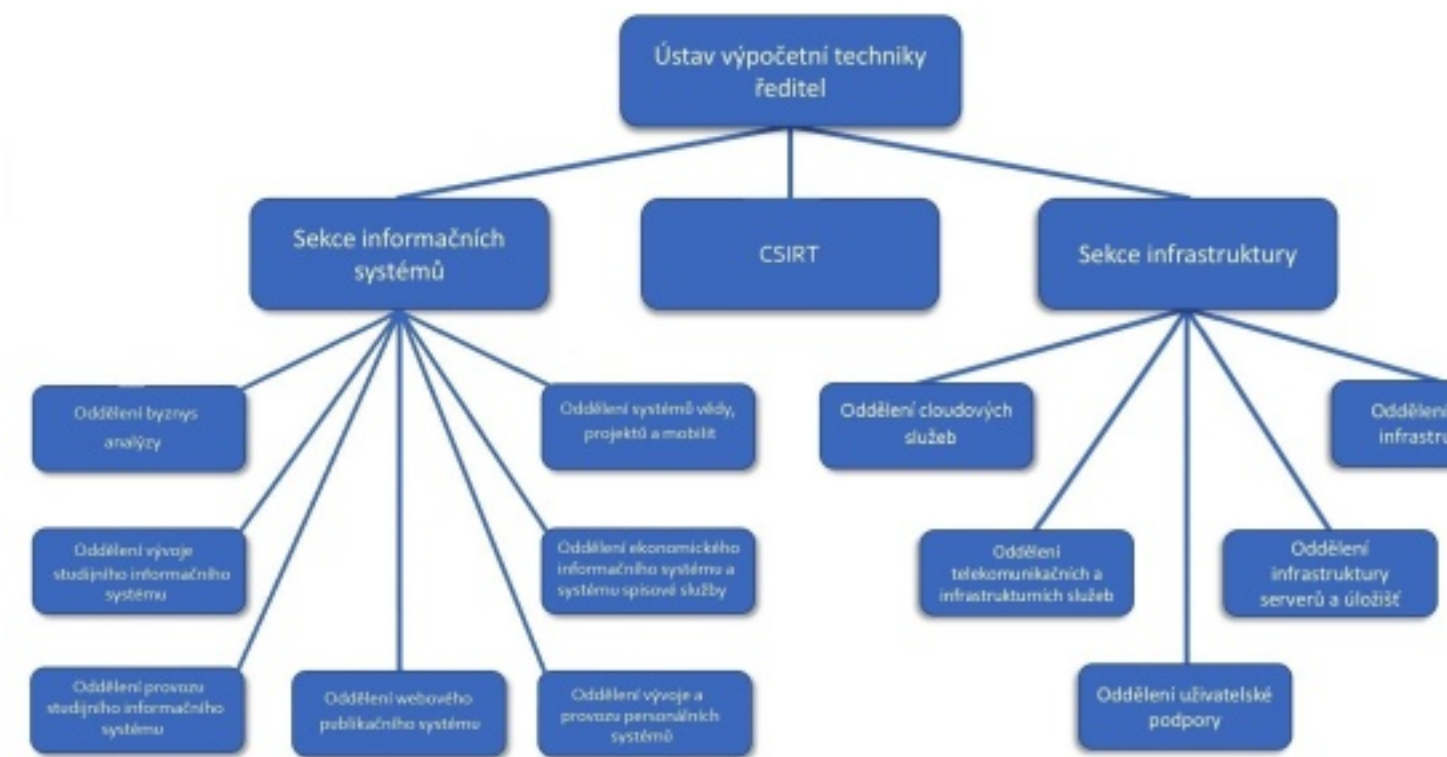 Ústav výpočetní techniky
ředitel
Sekce informačních
systémů
CSIRT
Sekce infrastruktury
Oddělení byznys
analýzy
Oddělení systémů vědy,
projektů a mobilit
Oddělení cloudových
služeb
Oddělení
Oddělení vývoje
studijního informačního
systému
Oddělení ekonomického
informačního systému a
systému spisové služby
Oddělení
telekomunikačních a
infrastrukturních služeb
Oddělení
infrastruktury
serverů a úložišť
Oddělení provozu
studijního informačního
systému
Oddělení webového
publikačního systému
Oddělení vývoje a
provozu personálních
systémů
Oddělení uživatelské
podpory